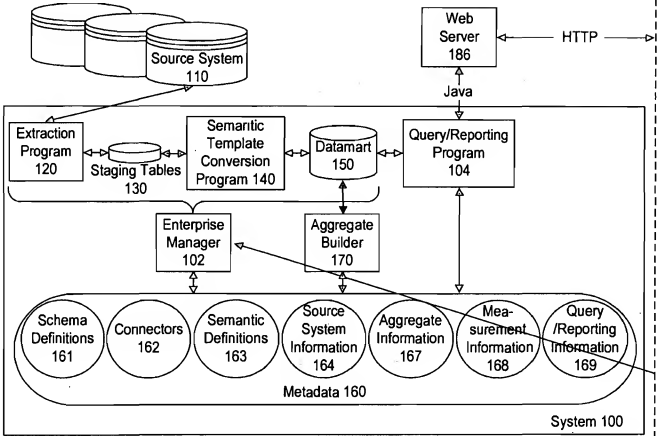 Source System
110
Web
Server
186
HTTP
Java
Extraction
Program
120
Staging Tables
130
Semantic
Template
Conversion
Program 140
Datamart
150
Query/Reporting
Program
104
Enterprise
Manager
102
Aggregate
Builder
170
Schema
Definitions
161
Connectors
162
Semantic
Definitions
163
Source
System
Information
164
Aggregate
Information
167
Mea-
surement
Information
168
Query
/Reporting
Information
169
Metadata 160
System 100